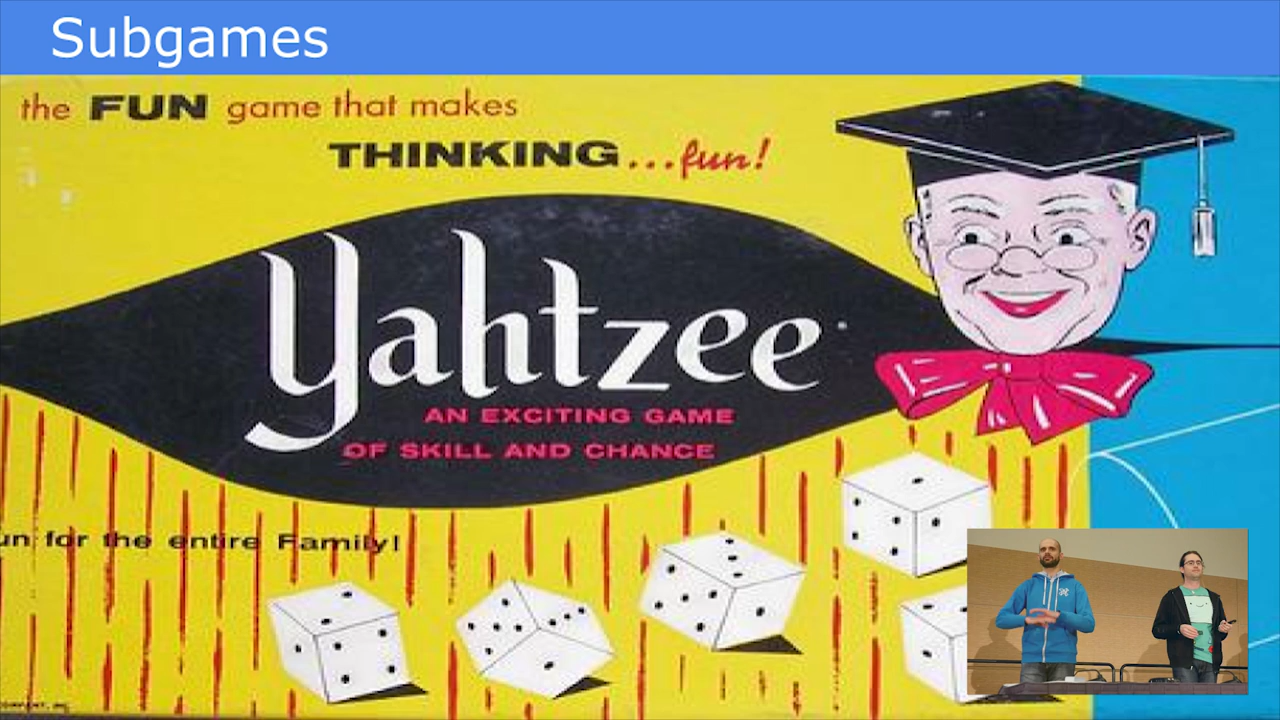 Subgames
the FUN game that makes
THINKING...fun!
Yahtzee
AN EXCITING GAME
OF SKILL AND CHANCE
un for the entire Family!